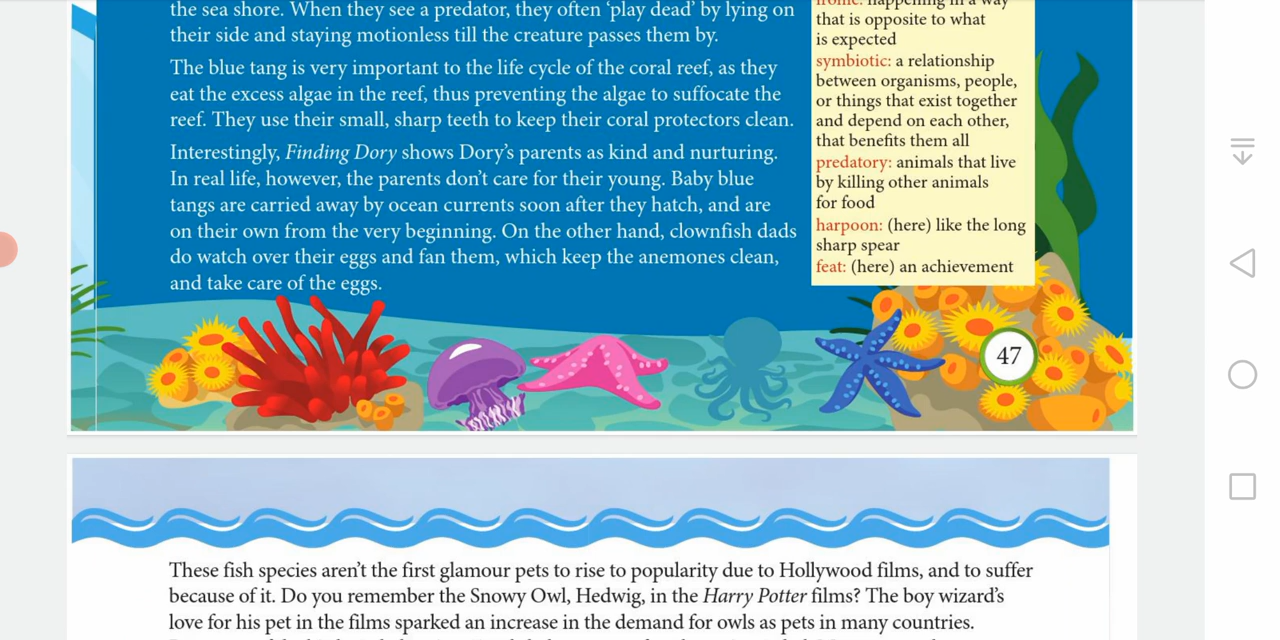 the sea shore. When they see a predator, they often ‘play dead’ by lying on
their side and staying motionless till the creature passes them by.
The blue tang is very important to the life cycle of the coral reef, as they
eat the excess algae in the reef, thus preventing the algae to suffocate the
reef. They use their small, sharp teeth to keep their coral protectors clean.
Interestingly, Finding Dory shows Dory’s parents as kind and nurturing.
In real life, however, the parents don’t care for their young. Baby blue
tangs are carried away by ocean currents soon after they hatch, and are
on their own from the very beginning. On the other hand, clownfish dads
do watch over their eggs and fan them, which keep the anemones clean,
and take care of the eggs.
ironic: happening in a way
that is opposite to what
is expected
symbiotic: a relationship
between organisms, people,
or things that exist together
and depend on each other,
that benefits them all
predatory: animals that live
by killing other animals
for food
harpoon: (here) like the long
sharp spear
feat: (here) an achievement
47
These fish species aren’t the first glamour pets to rise to popularity due to Hollywood films, and to suffer
because of it. Do you remember the Snowy Owl, Hedwig, in the Harry Potter films? The boy wizard’s
love for his pet in the films sparked an increase in the demand for owls as pets in many countries.